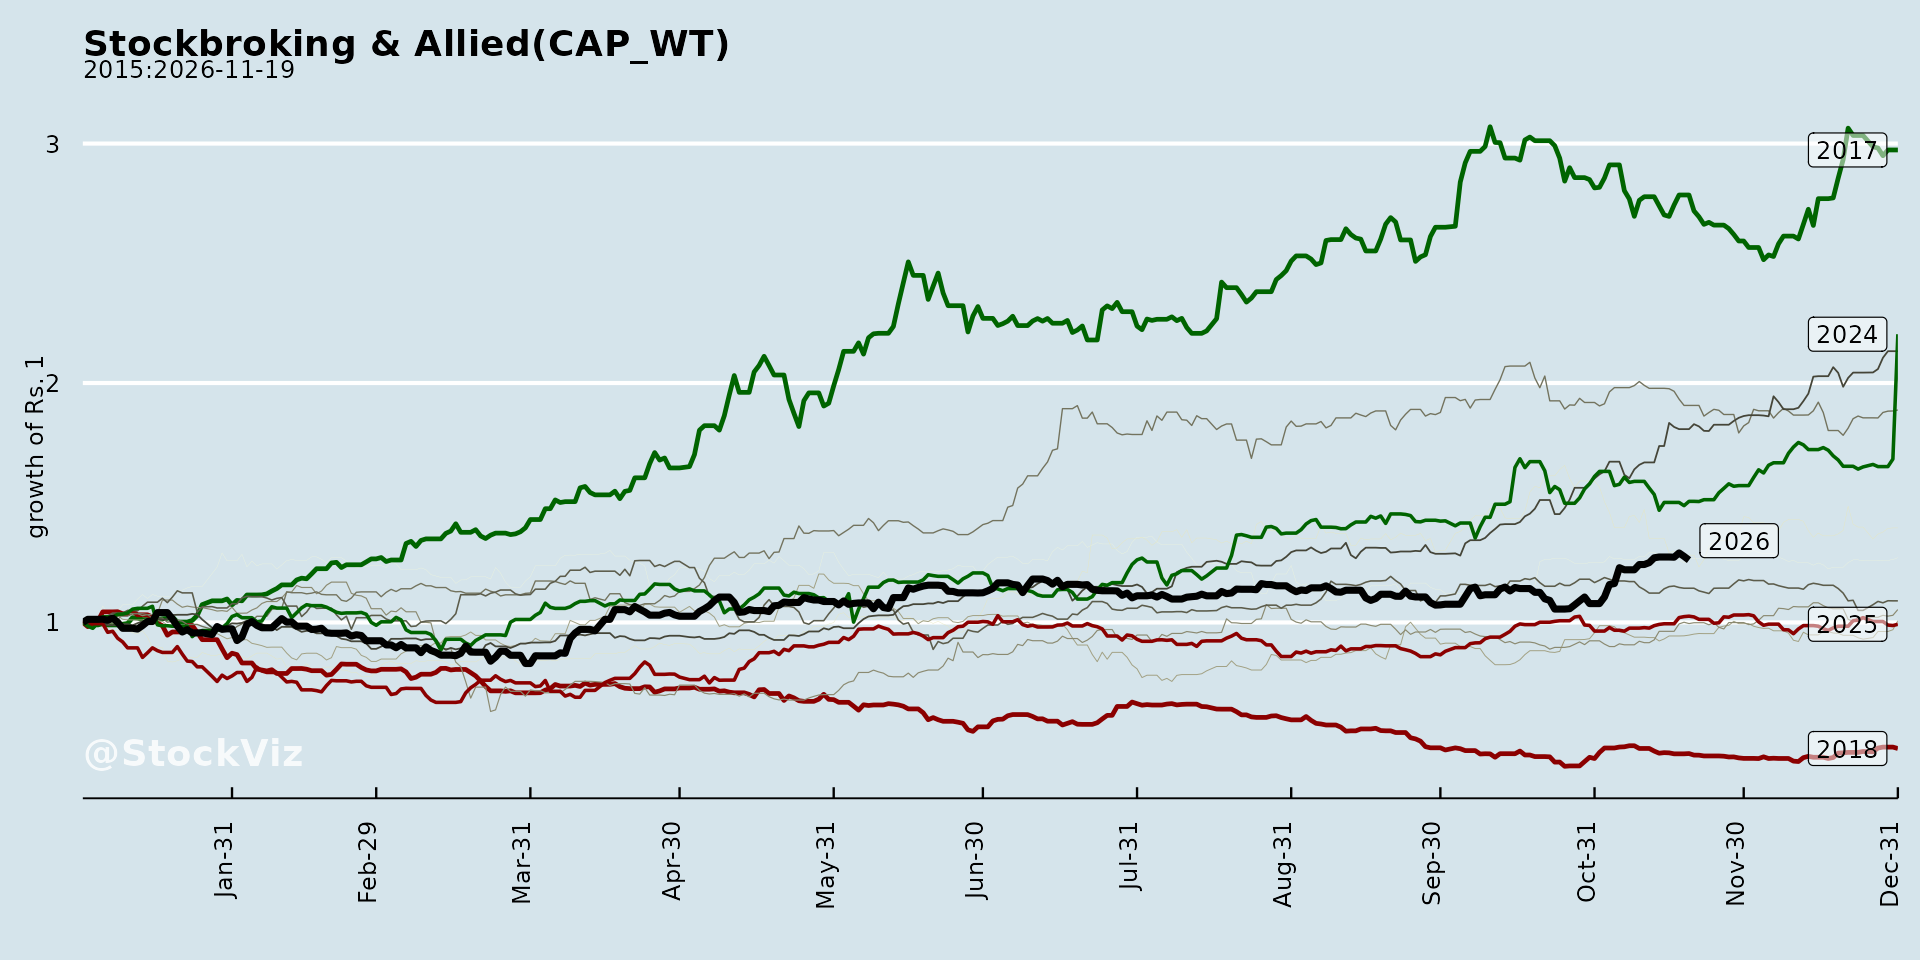 Stockbroking & Allied(CAP_WT)
2015:2026-11-19
growth of Rs. 1
3
2
1
2017
2024
2026
2025
2018
@StockViz
Jan-31
Feb-29
Mar-31
Apr-30
May-31
Jun-30
Jul-31
Aug-31
Sep-30
Oct-31
Nov-30
Dec-31